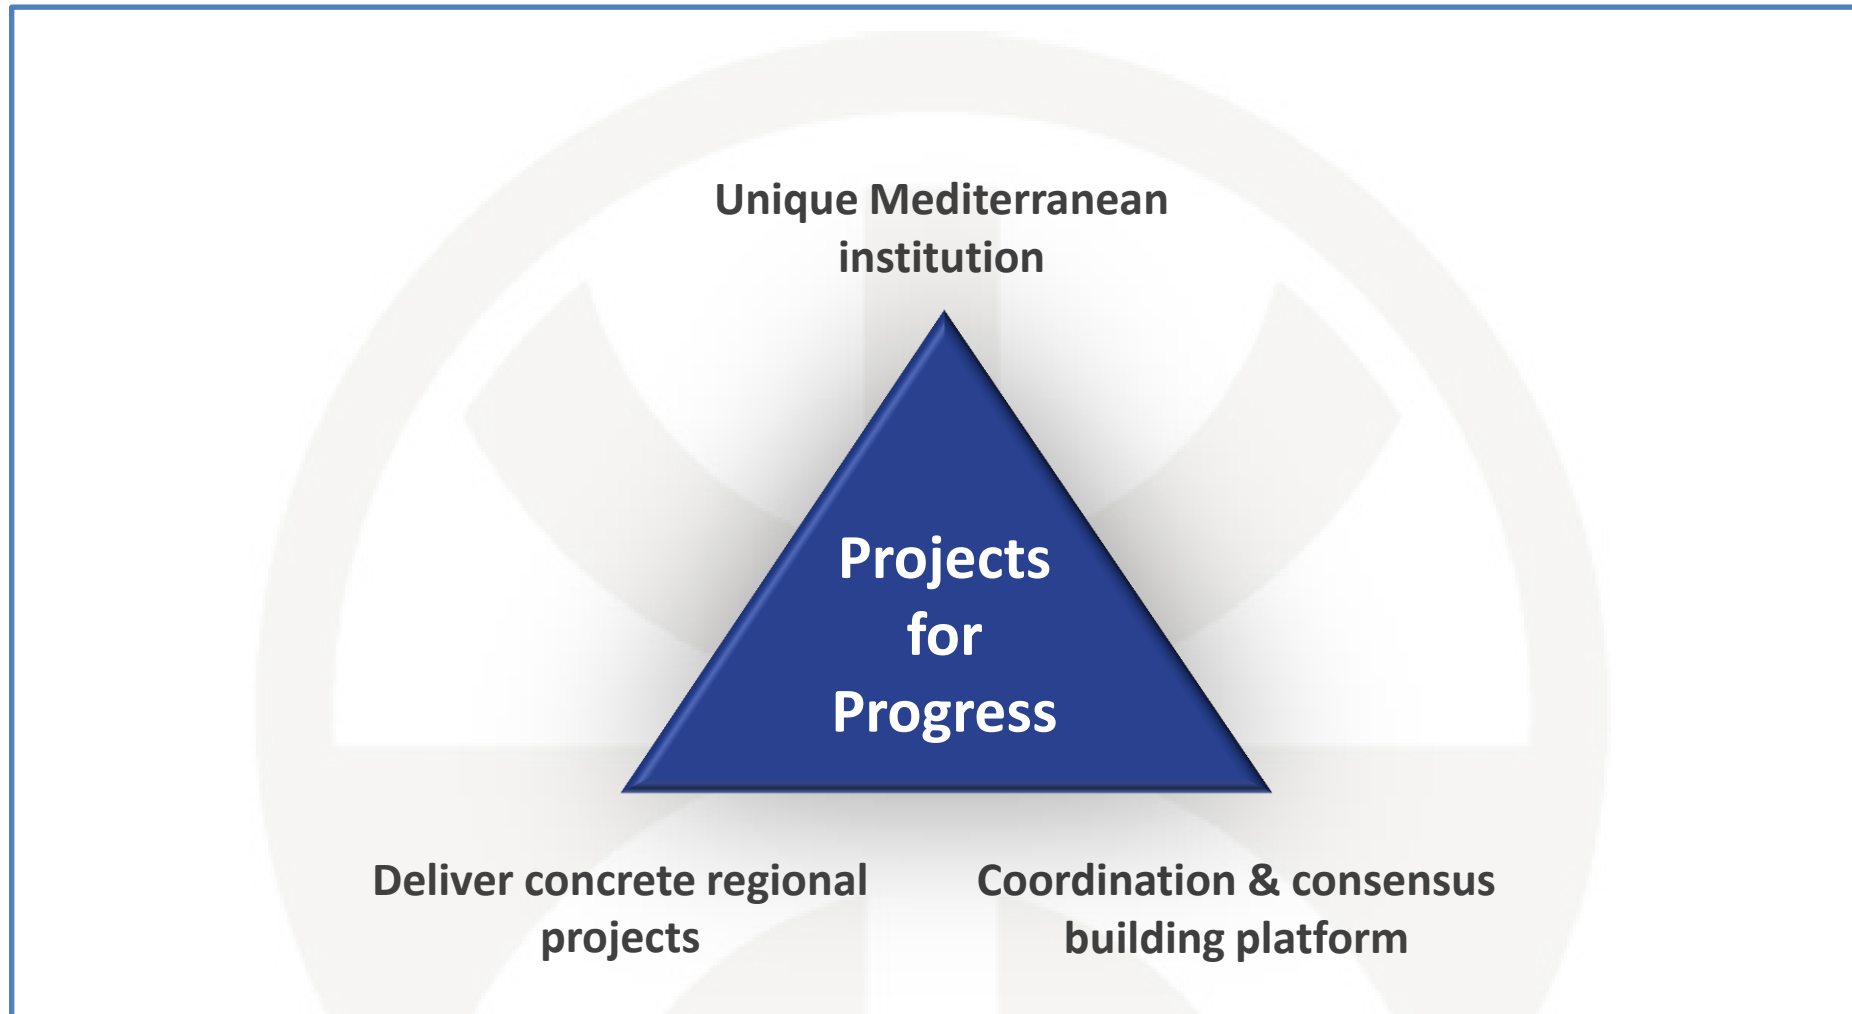 Unique Mediterranean
institution
Projects
for
Progress
Deliver concrete regional
projects
Coordination & consensus
building platform